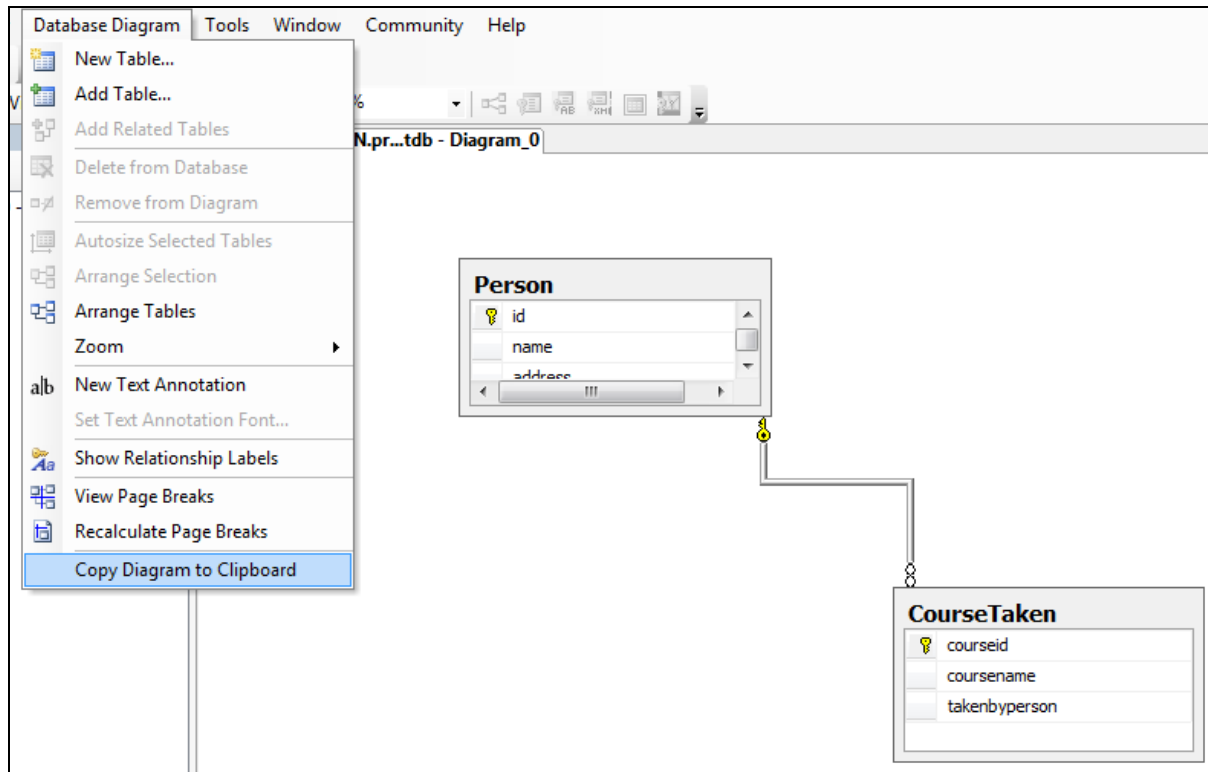 Database Diagram Tools Window Community Help
New Table...
Add Table...
Add Related Tables
N.pr...tdb - Diagram_0
Delete from Database
Remove from Diagram
Autosize Selected Tables
Arrange Selection
Arrange Tables
Zoom
New Text Annotation
Set Text Annotation Font...
Show Relationship Labels
View Page Breaks
Recalculate Page Breaks
Copy Diagram to Clipboard
Person
id
name
address
CourseTaken
courseid
coursename
takenbyperson